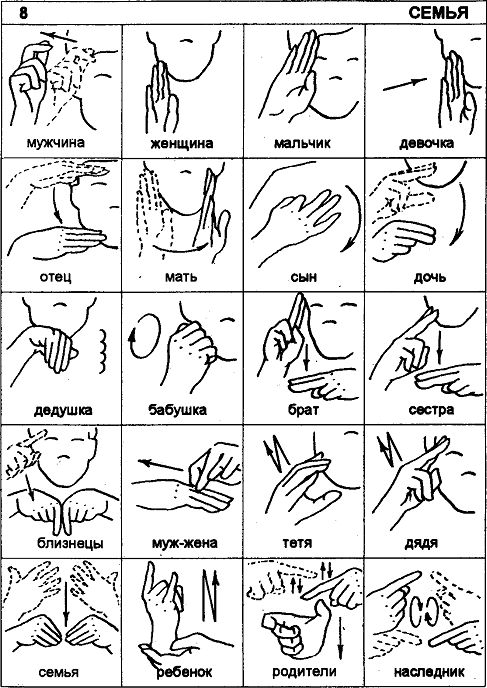 8 СЕМЬЯ
мужчина женщина мальчик девочка
отец мать сын дочь
дедушка бабушка брат сестра
близнецы муж-жена тетя дядя
семья ребенок родители наследник